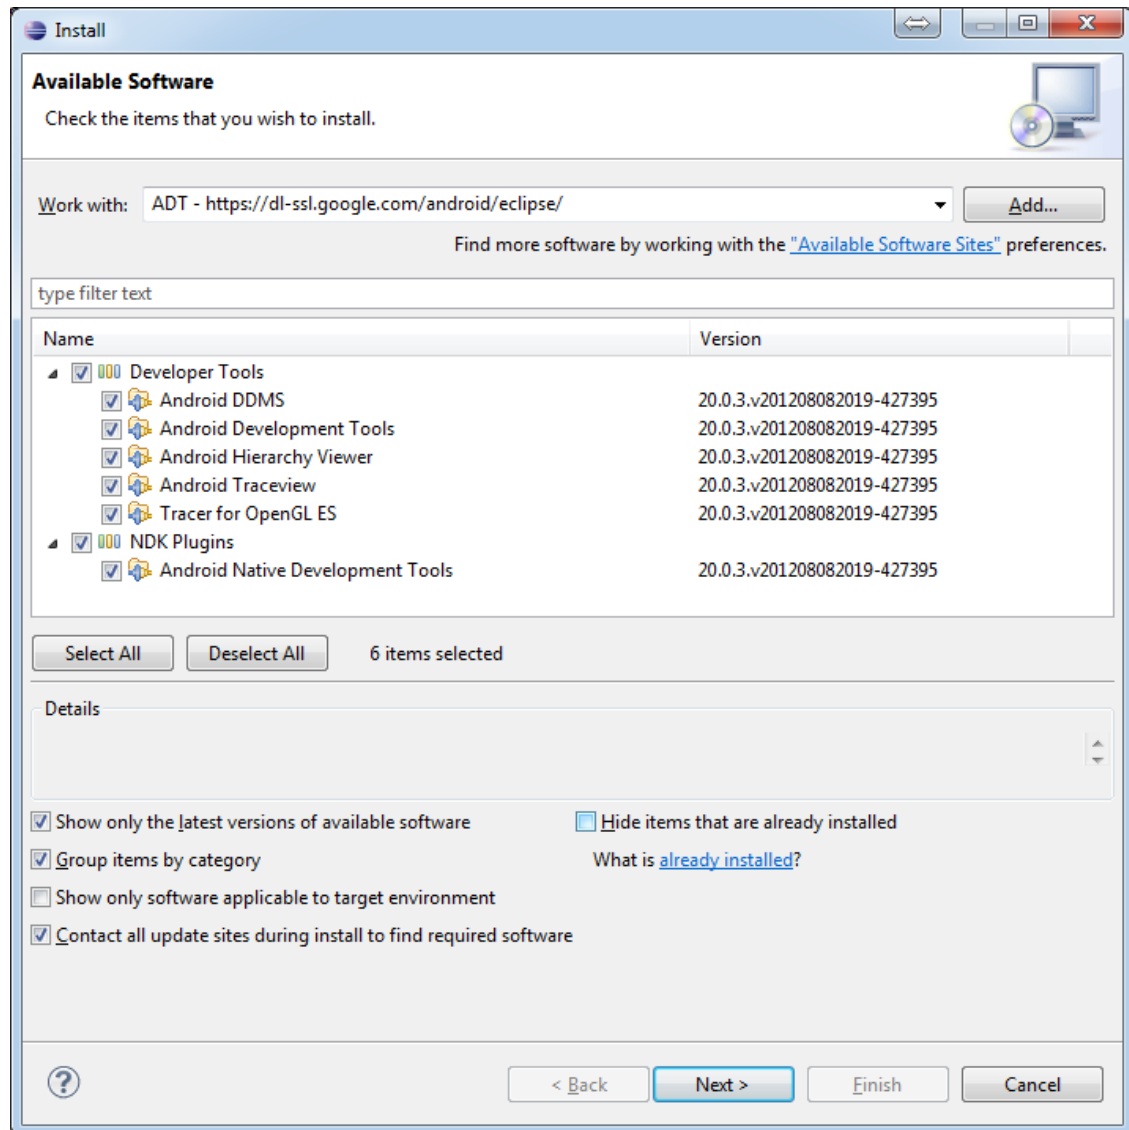 Install
Available Software
Check the items that you wish to install.
Work with: ADT - https://dl-ssl.google.com/android/eclipse/ Add...
Find more software by working with the "Available Software Sites" preferences.
type filter text
Name Version
Developer Tools
Android DDMS 20.0.3.v201208082019-427395
Android Development Tools 20.0.3.v201208082019-427395
Android Hierarchy Viewer 20.0.3.v201208082019-427395
Android Traceview 20.0.3.v201208082019-427395
Tracer for OpenGL ES 20.0.3.v201208082019-427395
NDK Plugins
Android Native Development Tools 20.0.3.v201208082019-427395
Select All Deselect All 6 items selected
Details
Show only the latest versions of available software Hide items that are already installed
Group items by category What is already installed?
Show only software applicable to target environment
Contact all update sites during install to find required software
? < Back Next > Finish Cancel